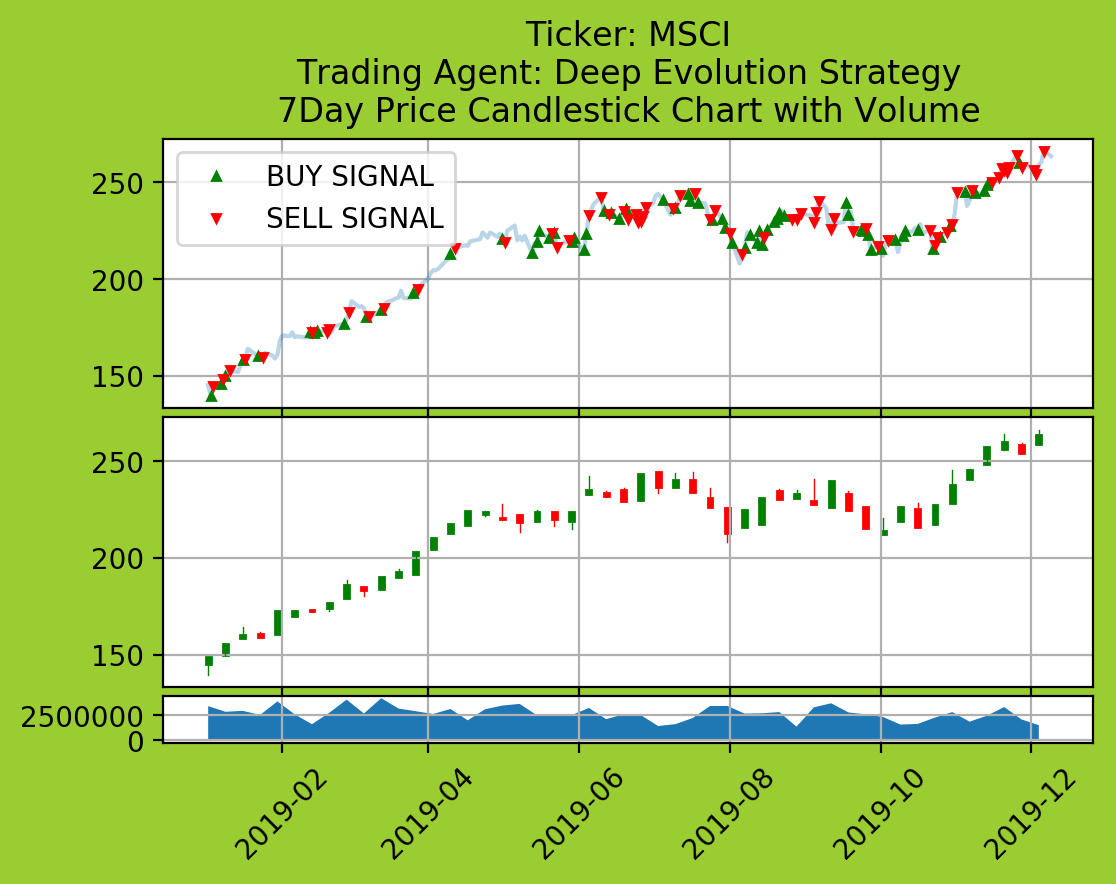 Ticker: MSCI
Trading Agent: Deep Evolution Strategy
7Day Price Candlestick Chart with Volume
BUY SIGNAL
SELL SIGNAL
250
200
150
250
200
150
2500000
0
2019-02
2019-04
2019-06
2019-08
2019-10
2019-12